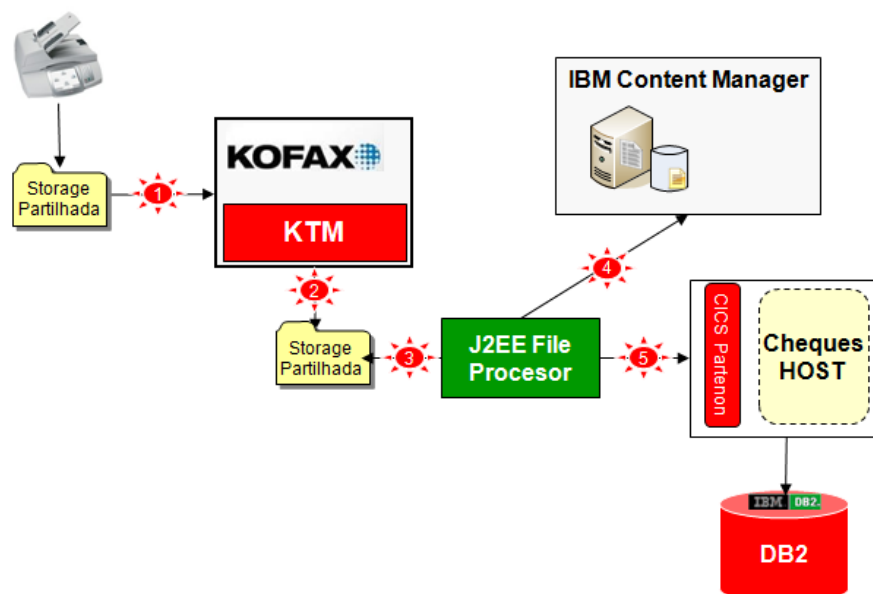 IBM Content Manager
KOFAX
Storage
Partilhada
1
KTM
4
2
CICS Partenon
Cheques
HOST
Storage
Partilhada
3
J2EE File
Procesor
5
IBM DB2.
DB2